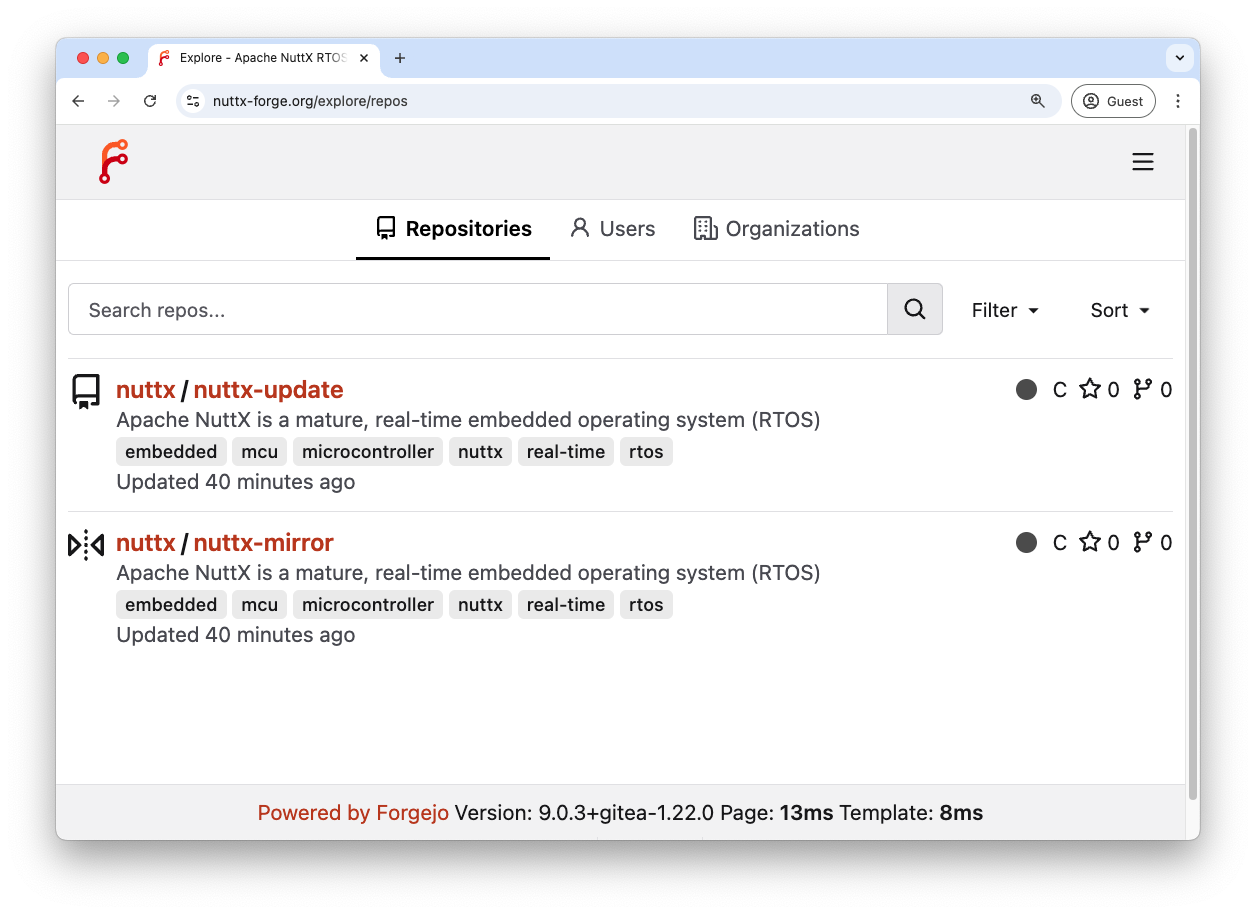 Explore - Apache NuttX RTOS
nuttx-forge.org/explore/repos
Guest
Repositories Users Organizations
Search repos... Filter Sort
nuttx / nuttx-update C 0 0
Apache NuttX is a mature, real-time embedded operating system (RTOS)
embedded mcu microcontroller nuttx real-time rtos
Updated 40 minutes ago
nuttx / nuttx-mirror C 0 0
Apache NuttX is a mature, real-time embedded operating system (RTOS)
embedded mcu microcontroller nuttx real-time rtos
Updated 40 minutes ago
Powered by Forgejo Version: 9.0.3+gitea-1.22.0 Page: 13ms Template: 8ms